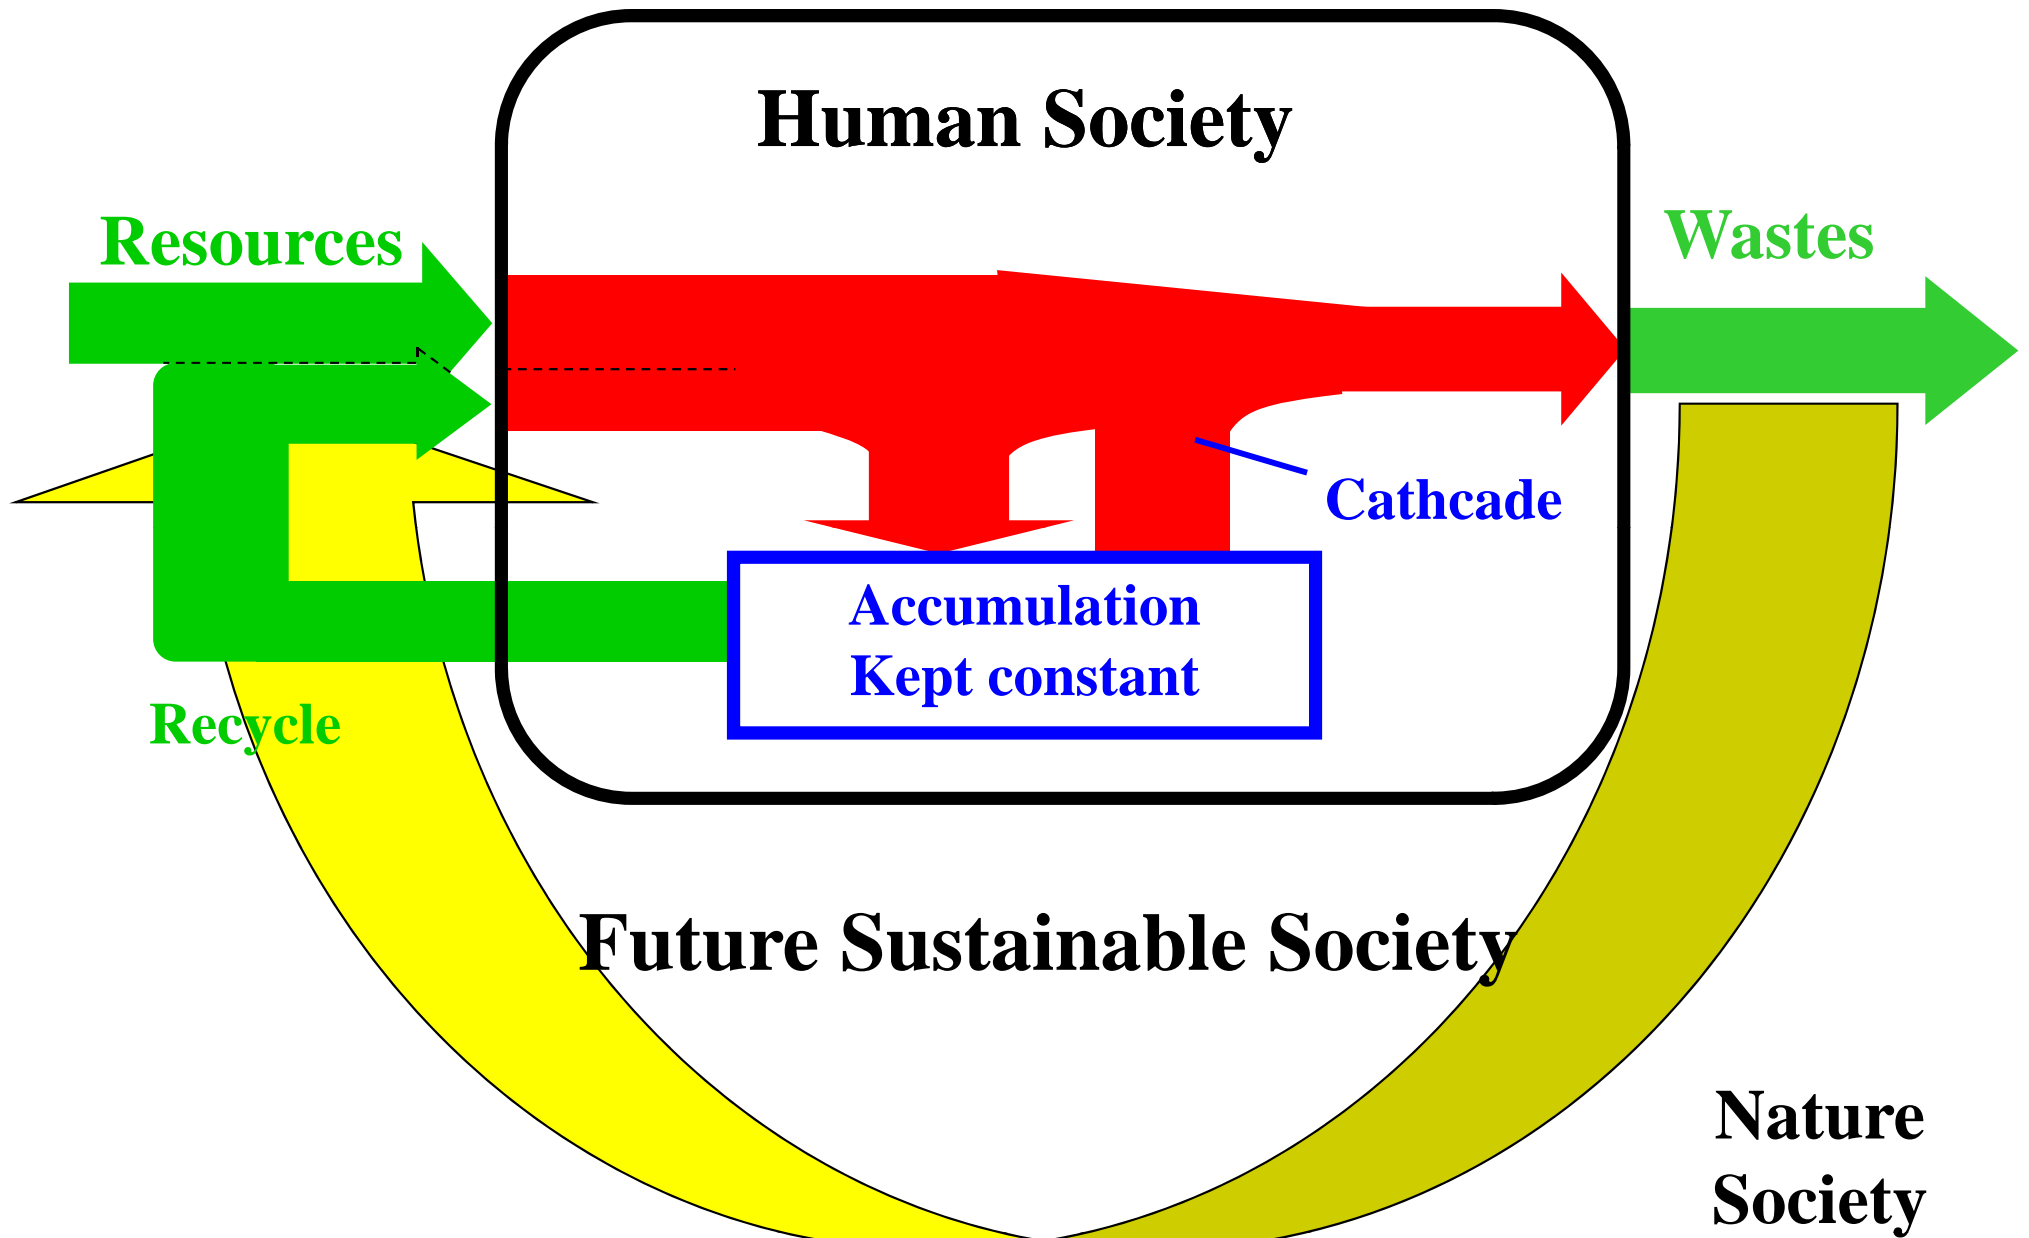 Human Society
Resources
Wastes
Cathcade
Accumulation
Kept constant
Recycle
Future Sustainable Society
Nature
Society